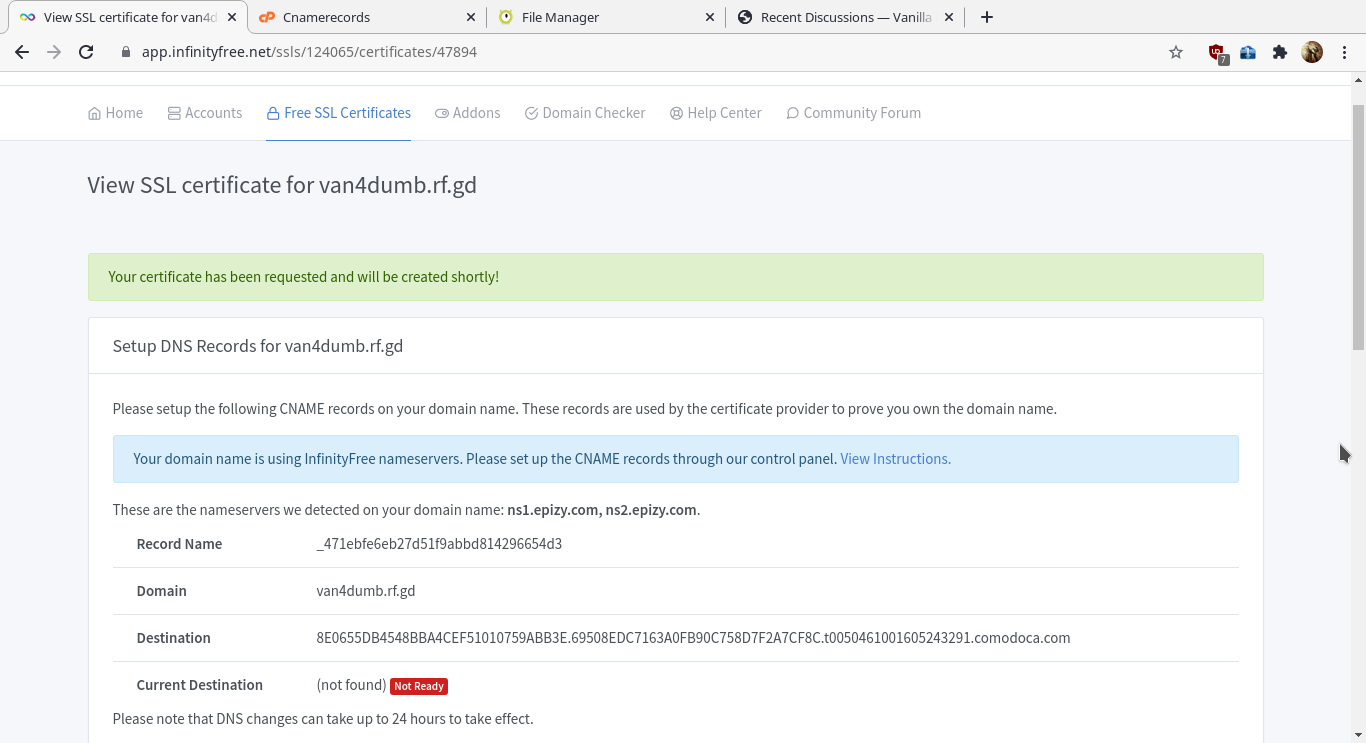 View SSL certificate for van4d
Cnamerecords
File Manager
Recent Discussions — Vanilla
app.infinityfree.net/ssls/124065/certificates/47894
7
Home
Accounts
Free SSL Certificates
Addons
Domain Checker
Help Center
Community Forum
View SSL certificate for van4dumb.rf.gd
Your certificate has been requested and will be created shortly!
Setup DNS Records for van4dumb.rf.gd
Please setup the following CNAME records on your domain name. These records are used by the certificate provider to prove you own the domain name.
Your domain name is using InfinityFree nameservers. Please set up the CNAME records through our control panel. View Instructions.
These are the nameservers we detected on your domain name: ns1.epizy.com, ns2.epizy.com.
Record Name _471ebfe6eb27d51f9abbd814296654d3
Domain van4dumb.rf.gd
Destination 8E0655DB4548BBA4CEF51010759ABB3E.69508EDC7163A0FB90C758D7F2A7CF8C.t0050461001605243291.comodoca.com
Current Destination (not found) Not Ready
Please note that DNS changes can take up to 24 hours to take effect.